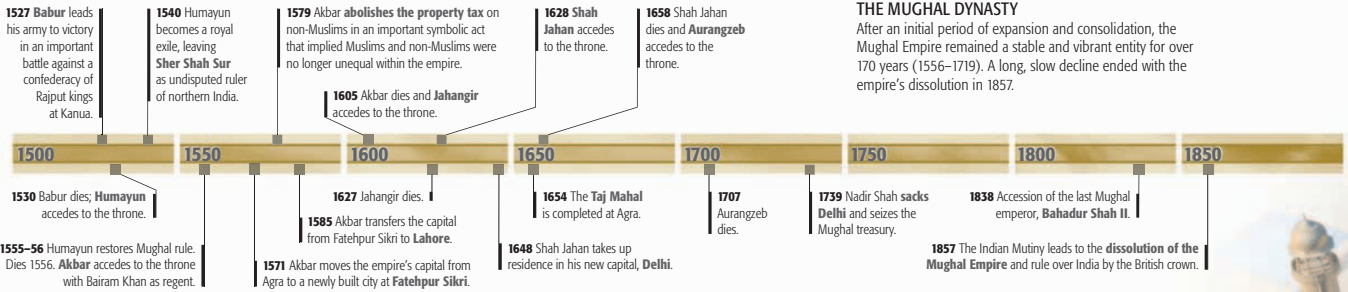 1527 Babur leads
his army to victory
in an important
battle against a
confederacy of
Rajput kings
at Kanua.
1540 Humayun
becomes a royal
exile, leaving
Sher Shah Sur
as undisputed ruler
of northern India.
1579 Akbar abolishes the property tax on
non-Muslims in an important symbolic act
that implied Muslims and non-Muslims were
no longer unequal within the empire.
1605 Akbar dies and Jahangir
accedes to the throne.
1628 Shah
Jahan accedes
to the throne.
1658 Shah Jahan
dies and Aurangzeb
accedes to the
throne.
THE MUGHAL DYNASTY
After an initial period of expansion and consolidation, the
Mughal Empire remained a stable and vibrant entity for over
170 years (1556–1719). A long, slow decline ended with the
empire's dissolution in 1857.
1500
1550
1600
1650
1700
1750
1800
1850
1530 Babur dies; Humayun
accedes to the throne.
1555–56 Humayun restores Mughal rule.
Dies 1556. Akbar accedes to the throne
with Bairam Khan as regent.
1571 Akbar moves the empire's capital from
Agra to a newly built city at Fatehpur Sikri.
1585 Akbar transfers the capital
from Fatehpur Sikri to Lahore.
1627 Jahangir dies.
1648 Shah Jahan takes up
residence in his new capital, Delhi.
1654 The Taj Mahal
is completed at Agra.
1707
Aurangzeb
dies.
1739 Nadir Shah sacks
Delhi and seizes the
Mughal treasury.
1838 Accession of the last Mughal
emperor, Bahadur Shah II.
1857 The Indian Mutiny leads to the dissolution of the
Mughal Empire and rule over India by the British crown.